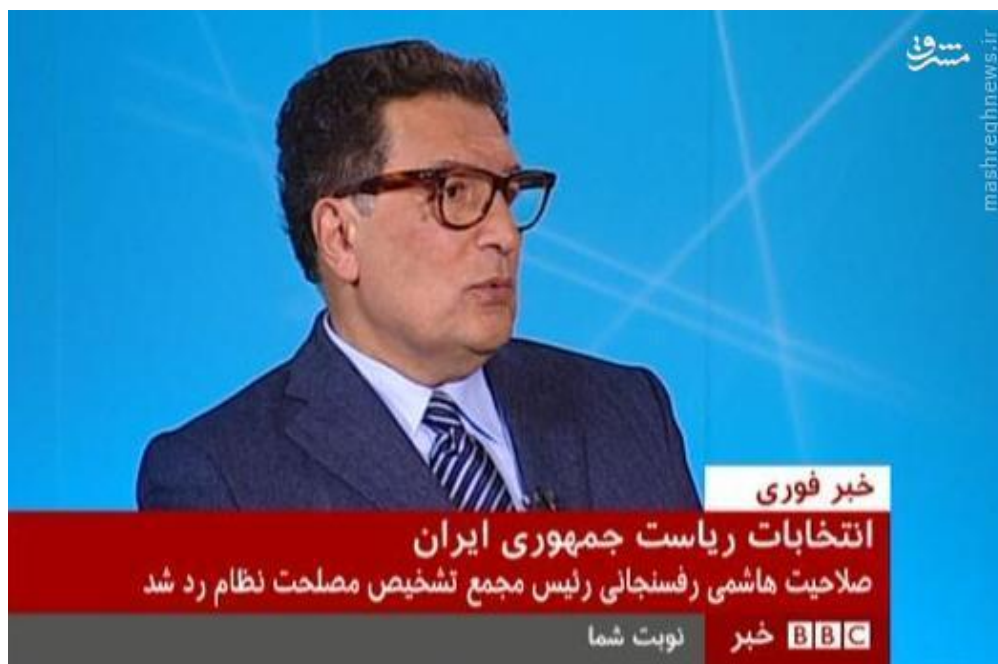 مشرق
mashreghnews.ir
خبر فوری
انتخابات ریاست جمهوری ایران
صلاحیت هاشمی رفسنجانی رئیس مجمع تشخیص مصلحت نظام رد شد
BBC خبر
نوبت شما